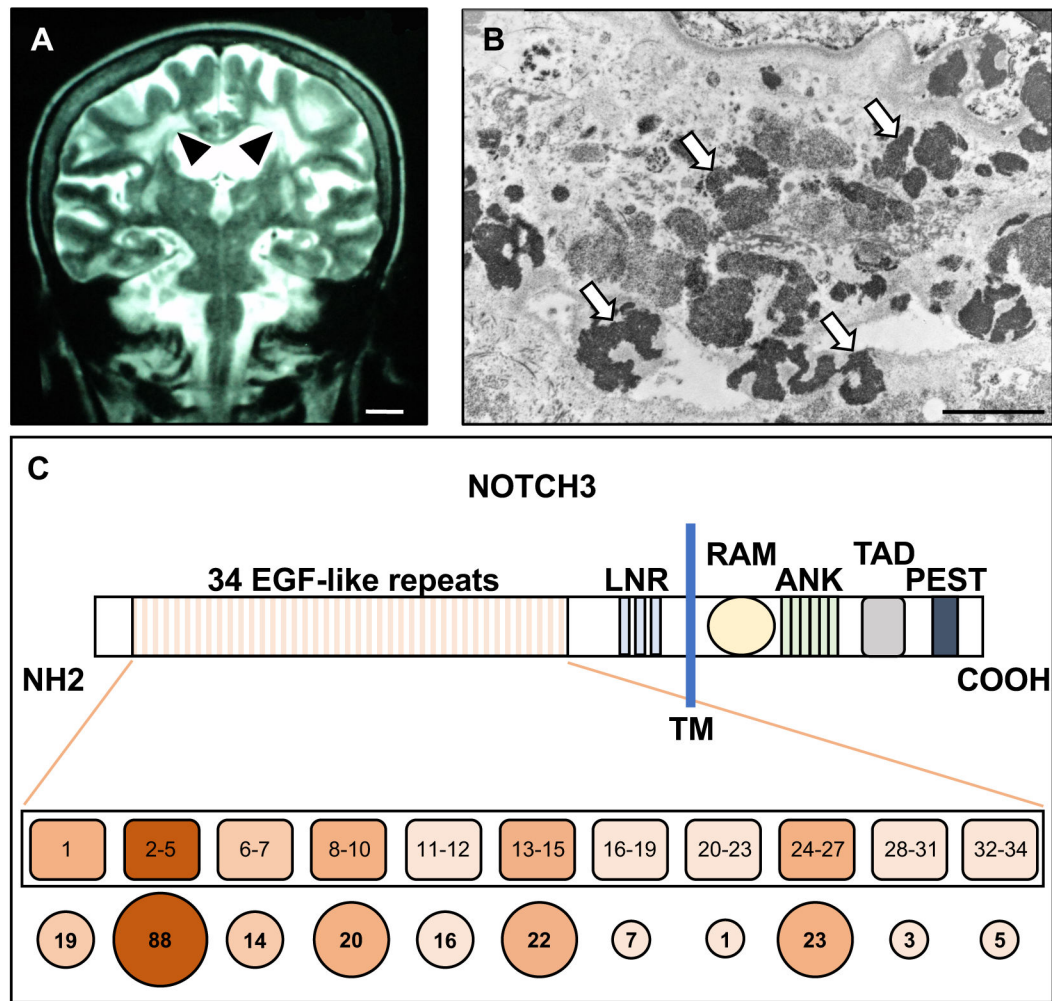 A
B
C
NOTCH3
RAM
TAD
34 EGF-like repeats
LNR
ANK
PEST
NH2
COOH
TM
1 2-5 6-7 8-10 11-12 13-15 16-19 20-23 24-27 28-31 32-34
19 88 14 20 16 22 7 1 23 3 5